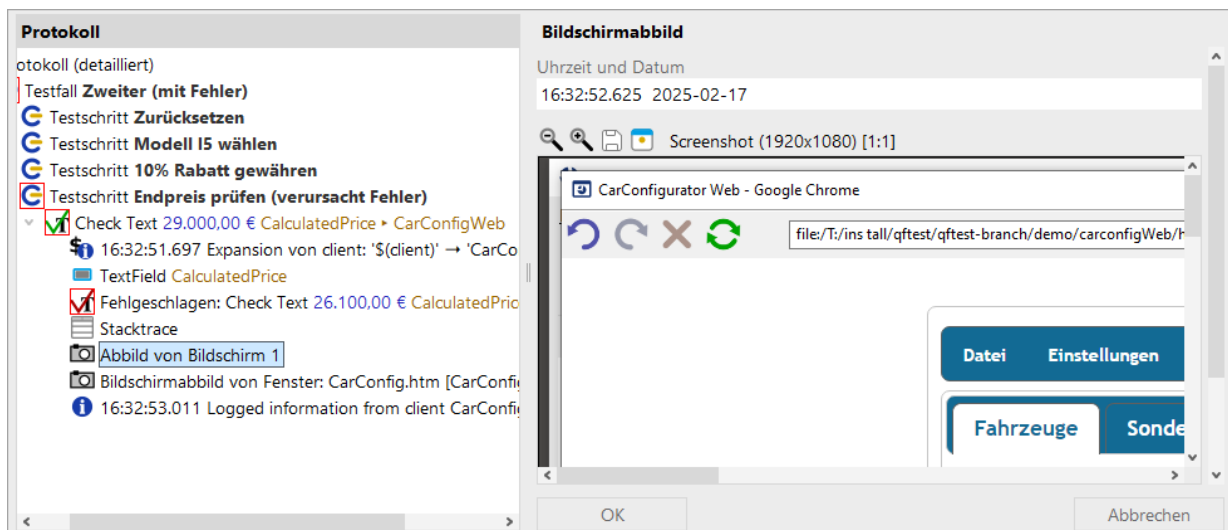 Protokoll
otokoll (detailliert)
Testfall Zweiter (mit Fehler)
Testschritt Zurücksetzen
Testschritt Modell I5 wählen
Testschritt 10% Rabatt gewähren
Testschritt Endpreis prüfen (verursacht Fehler)
Check Text 29.000,00 € CalculatedPrice ▸ CarConfigWeb
16:32:51.697 Expansion von client: '$(client)' → 'CarCo
TextField CalculatedPrice
Fehlgeschlagen: Check Text 26.100,00 € CalculatedPric
Stacktrace
Abbild von Bildschirm 1
Bildschirmabbild von Fenster: CarConfig.htm [CarConfi
16:32:53.011 Logged information from client CarConfi
Bildschirmabbild
Uhrzeit und Datum
16:32:52.625 2025-02-17
Screenshot (1920x1080) [1:1]
CarConfigurator Web - Google Chrome
file:/T:/ins tall/qftest/qftest-branch/demo/carconfigWeb/h
Datei Einstellungen
Fahrzeuge Sonde
OK Abbrechen